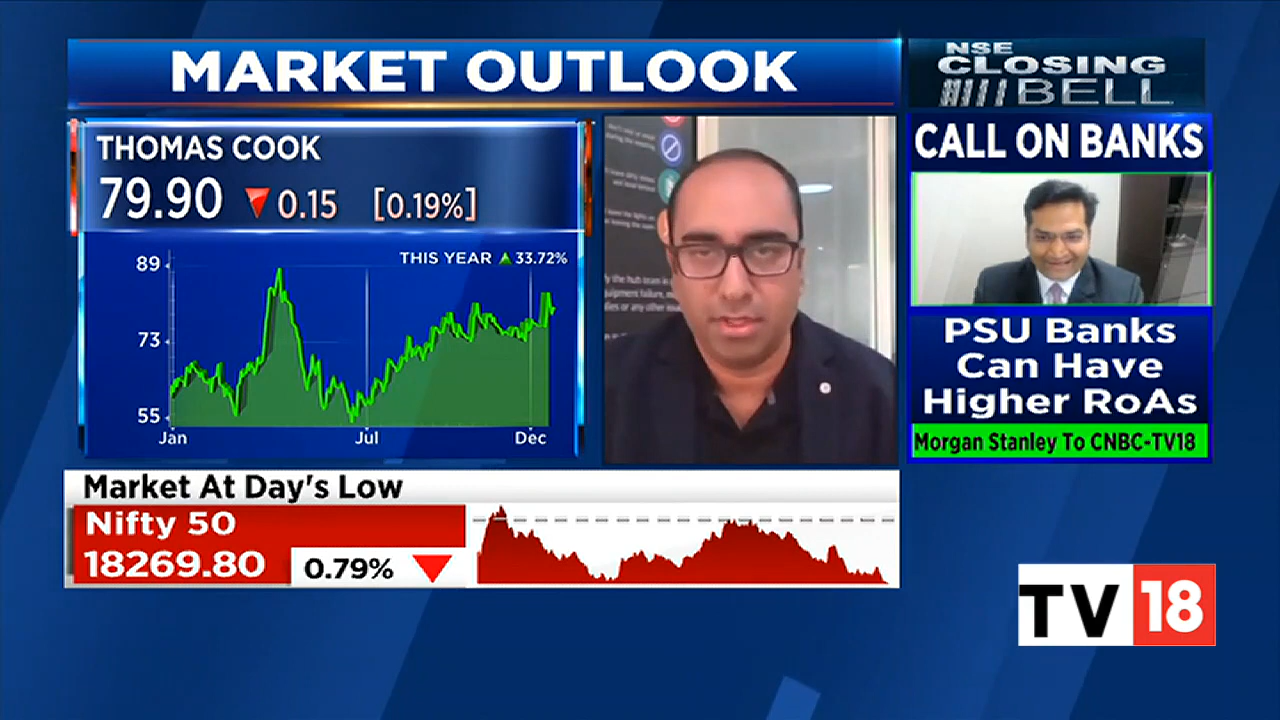 MARKET OUTLOOK
NSE
CLOSING
BELL
THOMAS COOK
79.90 ▼ 0.15 [0.19%]
THIS YEAR ▲ 33.72%
89
73
55
Jan Jul Dec
CALL ON BANKS
PSU Banks
Can Have
Higher RoAs
Morgan Stanley To CNBC-TV18
Market At Day's Low
Nifty 50
18269.80 0.79% ▼
TV18